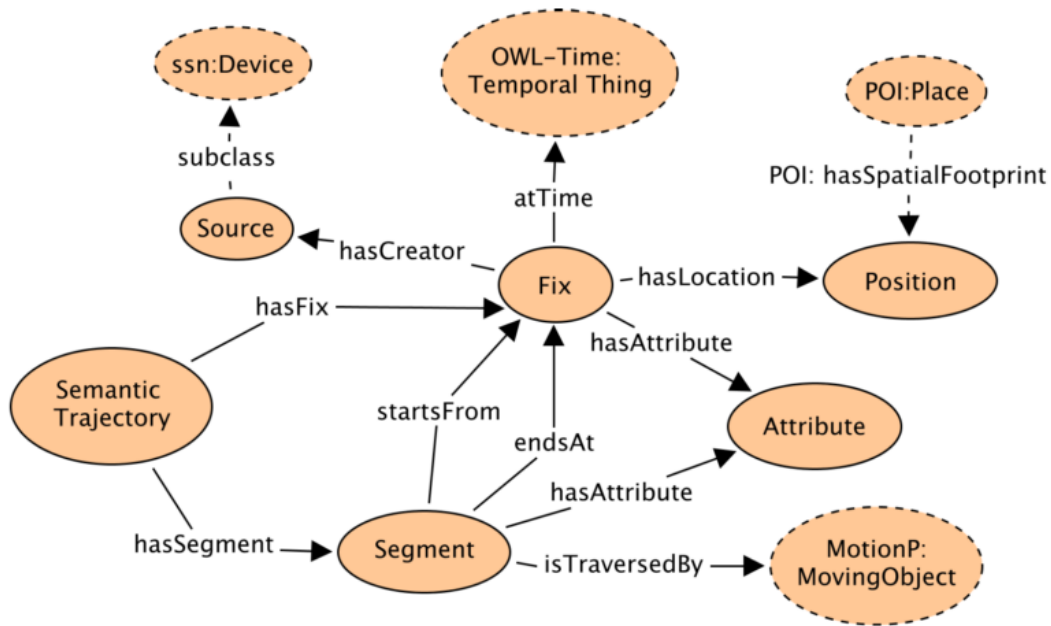 OWL-Time:
Temporal Thing
ssn:Device
POI:Place
subclass
POI: hasSpatialFootprint
atTime
Source
hasCreator
Fix
hasLocation
Position
hasFix
hasAttribute
Semantic
Trajectory
startsFrom
Attribute
endsAt
hasAttribute
hasSegment
Segment
isTraversedBy
MotionP:
MovingObject